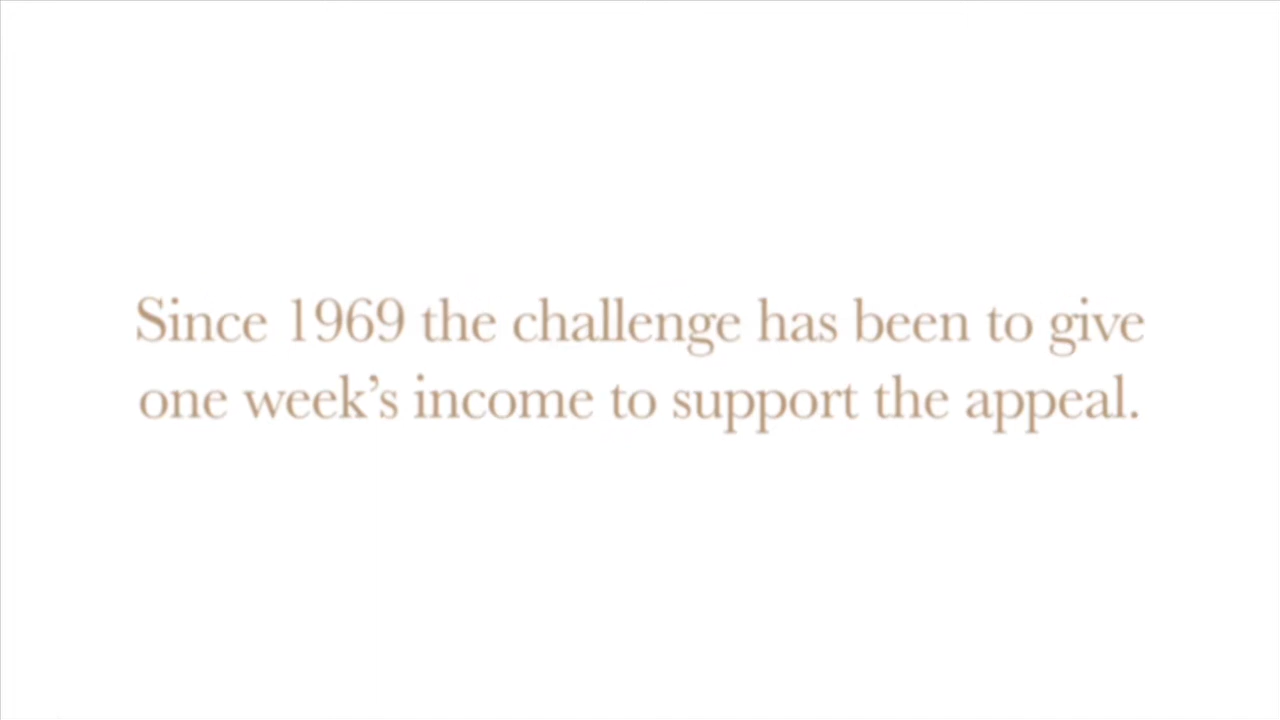 Since 1969 the challenge has been to give
one week’s income to support the appeal.